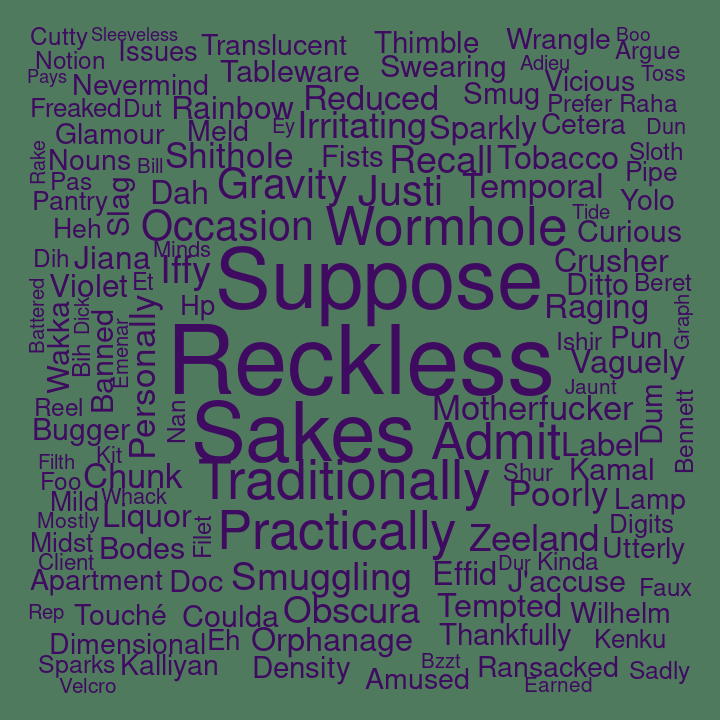 Cutty
Sleeveless
Translucent
Thimble
Wrangle
Boo
Notion
Issues
Argue
Pays
Nevermind
Tableware
Swearing
Adieu
Vicious
Toss
Freaked
Dut
Rainbow
Reduced
Smug
Prefer
Raha
Glamour
Meld
Ey
Irritating
Sparkly
Cetera
Dun
Rake
Nouns
Bill
Shithole
Fists
Recall
Tobacco
Sloth
Pas
Slag
Dah
Gravity
Justi
Temporal
Pipe
Pantry
Yolo
Heh
Occasion
Wormhole
Tide
Curious
Dih
Jiana
Minds
Iffy
Suppose
Crusher
Battered
Violet
Et
Ditto
Beret
Wakka
Dick
Bih
Banned
Emenar
Personally
Hp
Raging
Graph
Reckless
Ishir
Pun
Vaguely
Jaunt
Reel
Nan
Sakes
Motherfucker
Dum
Bennett
Bugger
Admit
Label
Filth
Kit
Foo
Chunk
Traditionally
Shur
Kamal
Mild
Whack
Poorly
Lamp
Mostly
Liquor
Filet
Practically
Zeeland
Digits
Midst
Bodes
Utterly
Client
Dur
Kinda
Apartment
Doc
Smuggling
Effid
J'accuse
Faux
Rep
Touché
Coulda
Obscura
Tempted
Wilhelm
Dimensional
Eh
Orphanage
Thankfully
Kenku
Sparks
Kalliyan
Density
Amused
Bzzt
Ransacked
Sadly
Velcro
Earned